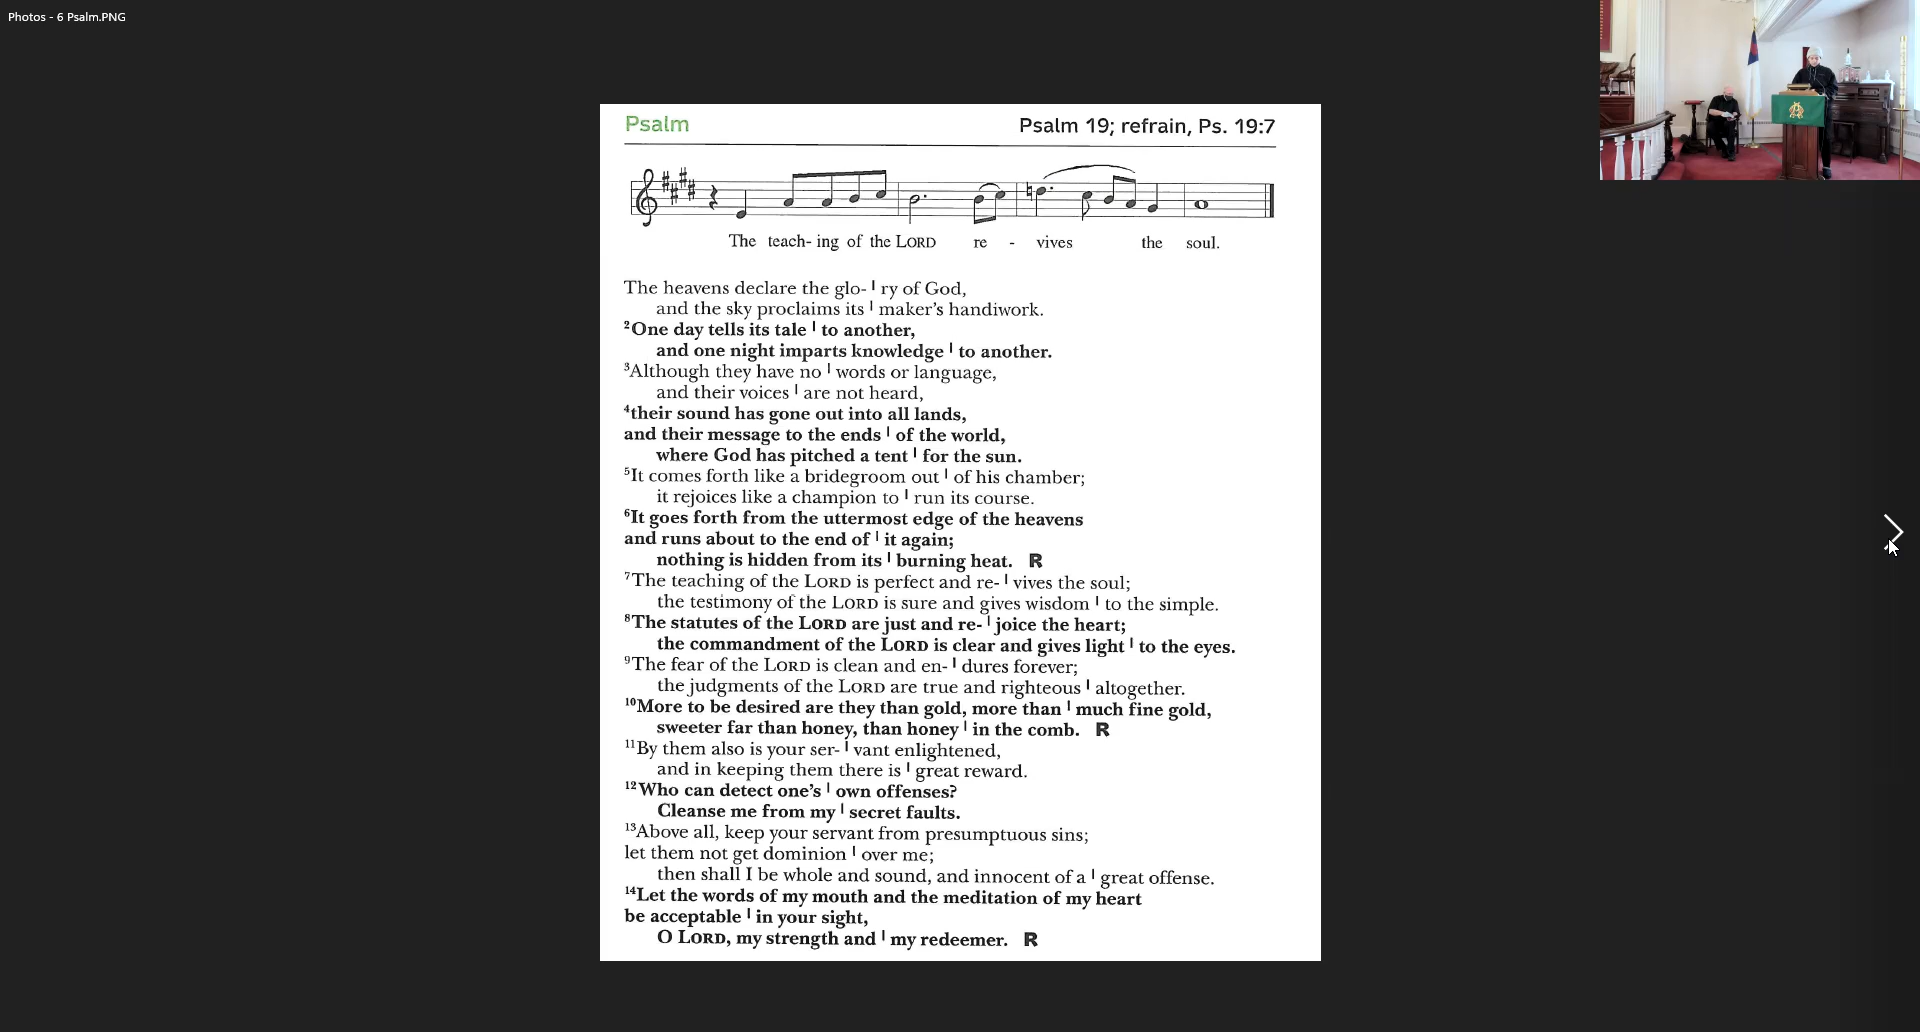 Photos - 6 Psalm.PNG
Psalm
Psalm 19; refrain, Ps. 19:7
The teach- ing of the LORD re - vives the soul.
The heavens declare the glo- | ry of God,
and the sky proclaims its | maker's handiwork.
²One day tells its tale | to another,
and one night imparts knowledge | to another.
³Although they have no | words or language,
and their voices | are not heard,
⁴their sound has gone out into all lands,
and their message to the ends | of the world,
where God has pitched a tent | for the sun.
⁵It comes forth like a bridegroom out | of his chamber;
it rejoices like a champion to | run its course.
⁶It goes forth from the uttermost edge of the heavens
and runs about to the end of | it again;
nothing is hidden from its | burning heat. R
⁷The teaching of the LORD is perfect and re- | vives the soul;
the testimony of the LORD is sure and gives wisdom | to the simple.
⁸The statutes of the LORD are just and re- | joice the heart;
the commandment of the LORD is clear and gives light | to the eyes.
⁹The fear of the LORD is clean and en- | dures forever;
the judgments of the LORD are true and righteous | altogether.
¹⁰More to be desired are they than gold, more than | much fine gold,
sweeter far than honey, than honey | in the comb. R
¹¹By them also is your ser- | vant enlightened,
and in keeping them there is | great reward.
¹²Who can detect one's | own offenses?
Cleanse me from my | secret faults.
¹³Above all, keep your servant from presumptuous sins;
let them not get dominion | over me;
then shall I be whole and sound, and innocent of a | great offense.
¹⁴Let the words of my mouth and the meditation of my heart
be acceptable | in your sight,
O LORD, my strength and | my redeemer. R